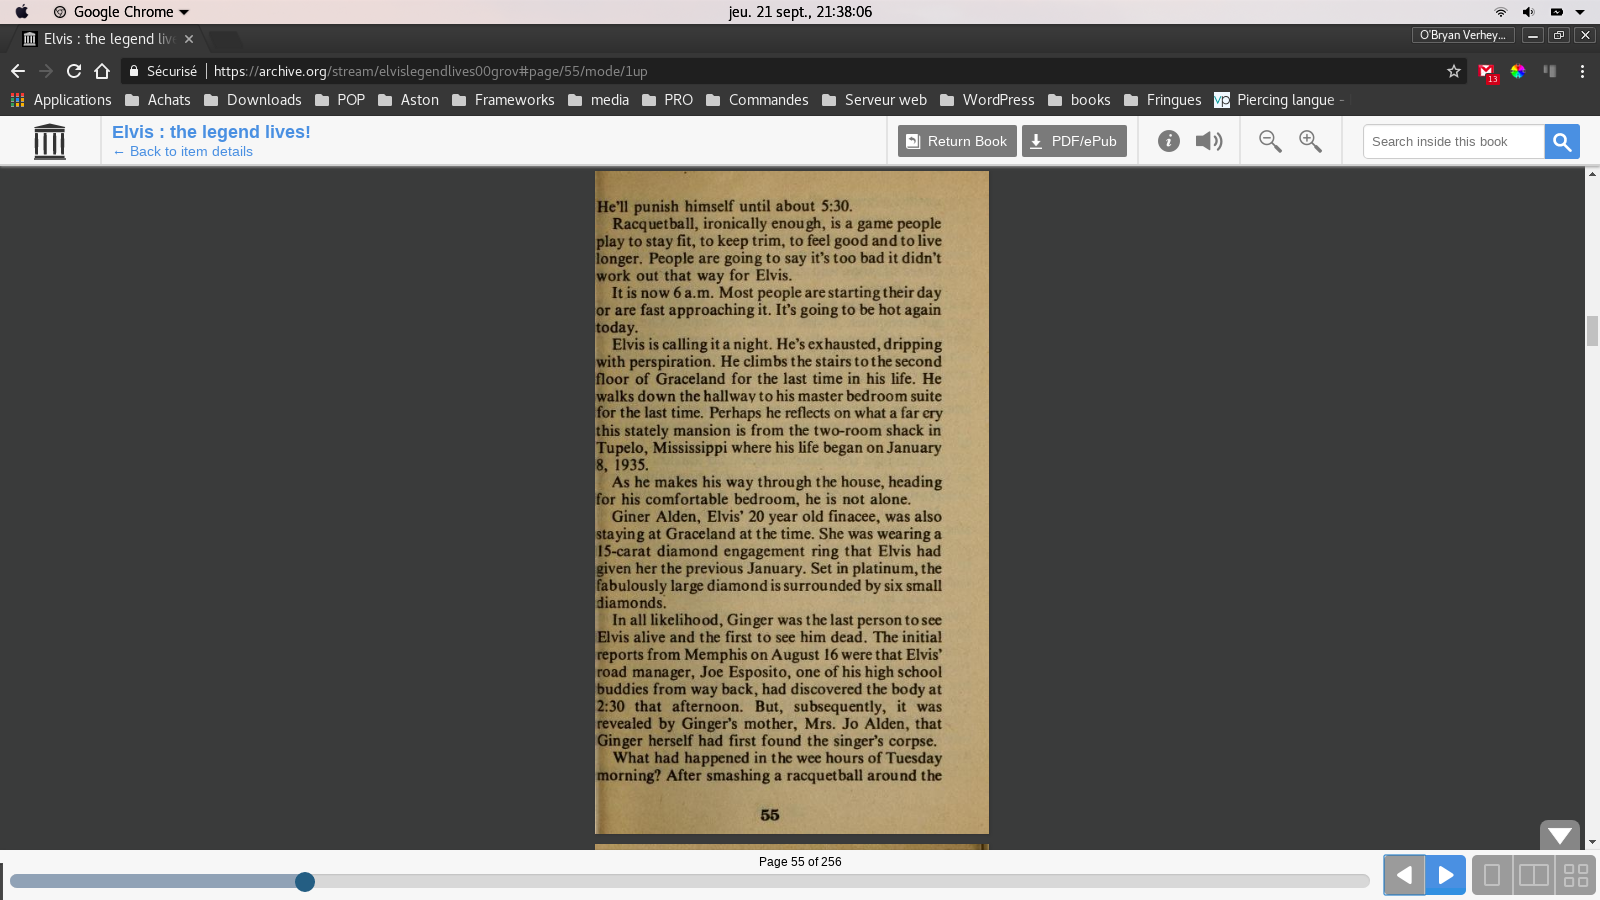 Google Chrome
jeu. 21 sept., 21:38:06
Elvis : the legend live
O'Bryan Verhey...
Sécurisé
https://archive.org/stream/elvislegendlives00grov#page/55/mode/1up
13
Applications Achats Downloads POP Aston Frameworks media PRO Commandes Serveur web WordPress books Fringues vp Piercing langue -
Elvis : the legend lives!
← Back to item details
Return Book
PDF/ePub
Search inside this book
He'll punish himself until about 5:30.
Racquetball, ironically enough, is a game people
play to stay fit, to keep trim, to feel good and to live
longer. People are going to say it's too bad it didn't
work out that way for Elvis.
It is now 6 a.m. Most people are starting their day
or are fast approaching it. It's going to be hot again
today.
Elvis is calling it a night. He's exhausted, dripping
with perspiration. He climbs the stairs to the second
floor of Graceland for the last time in his life. He
walks down the hallway to his master bedroom suite
for the last time. Perhaps he reflects on what a far cry
this stately mansion is from the two-room shack in
Tupelo, Mississippi where his life began on January
8, 1935.
As he makes his way through the house, heading
for his comfortable bedroom, he is not alone.
Giner Alden, Elvis' 20 year old finacee, was also
staying at Graceland at the time. She was wearing a
15-carat diamond engagement ring that Elvis had
given her the previous January. Set in platinum, the
fabulously large diamond is surrounded by six small
diamonds.
In all likelihood, Ginger was the last person to see
Elvis alive and the first to see him dead. The initial
reports from Memphis on August 16 were that Elvis'
road manager, Joe Esposito, one of his high school
buddies from way back, had discovered the body at
2:30 that afternoon. But, subsequently, it was
revealed by Ginger's mother, Mrs. Jo Alden, that
Ginger herself had first found the singer's corpse.
What had happened in the wee hours of Tuesday
morning? After smashing a racquetball around the
55
Page 55 of 256